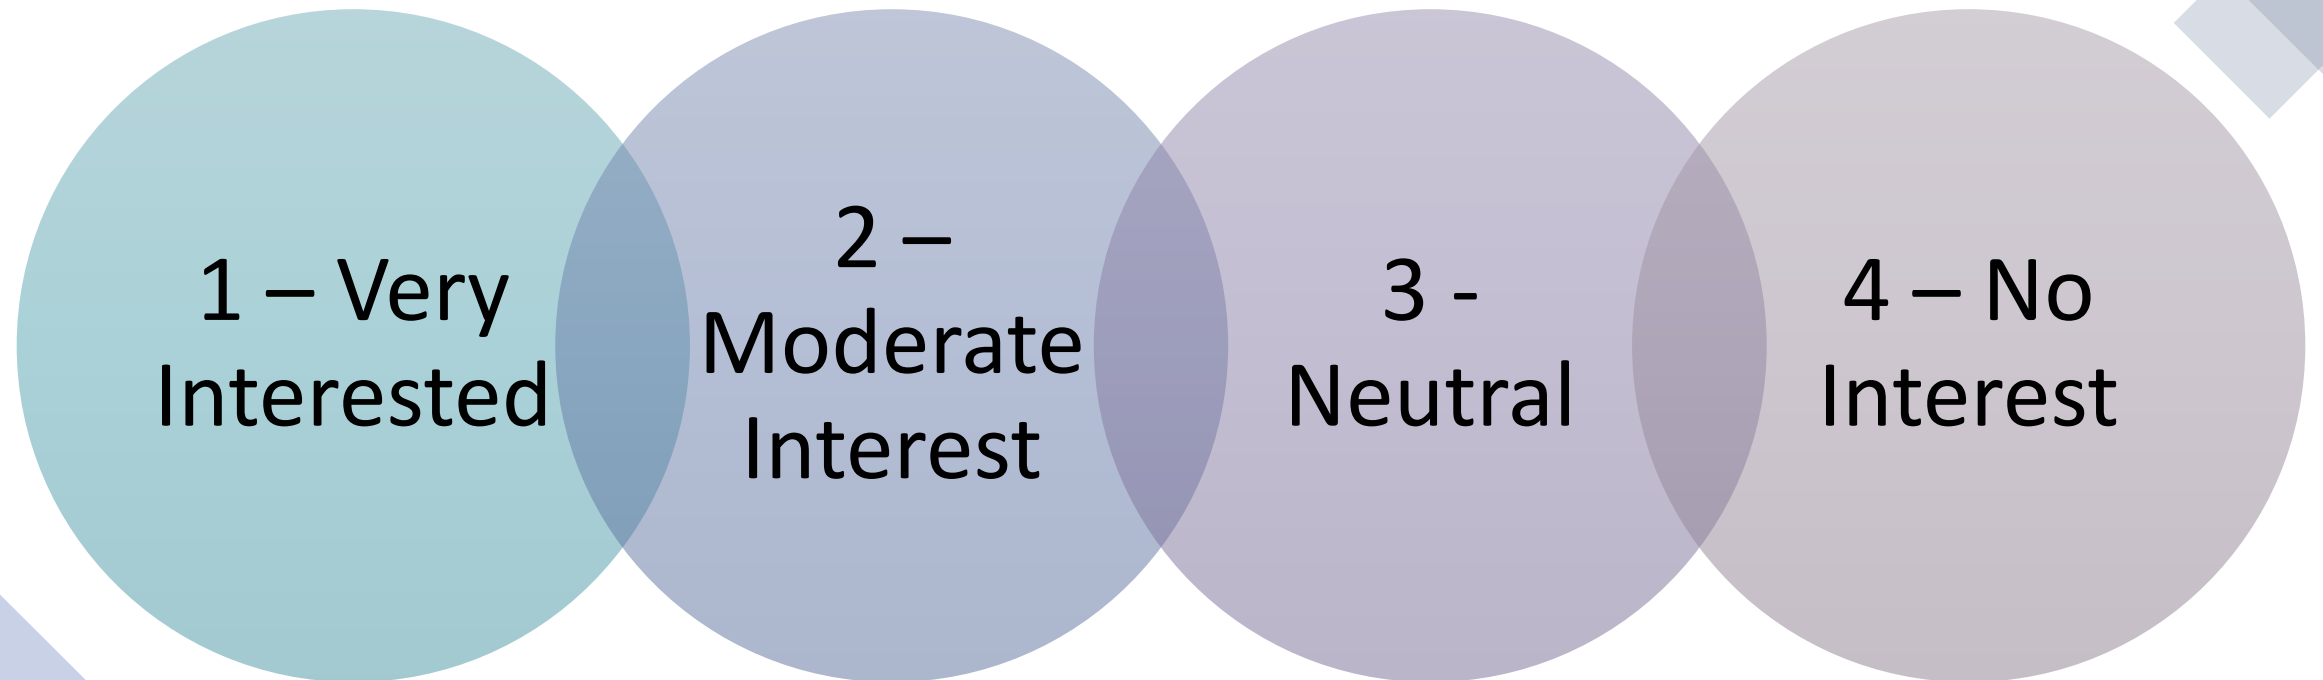 1 – Very
Interested
2 –
Moderate
Interest
3 -
Neutral
4 – No
Interest